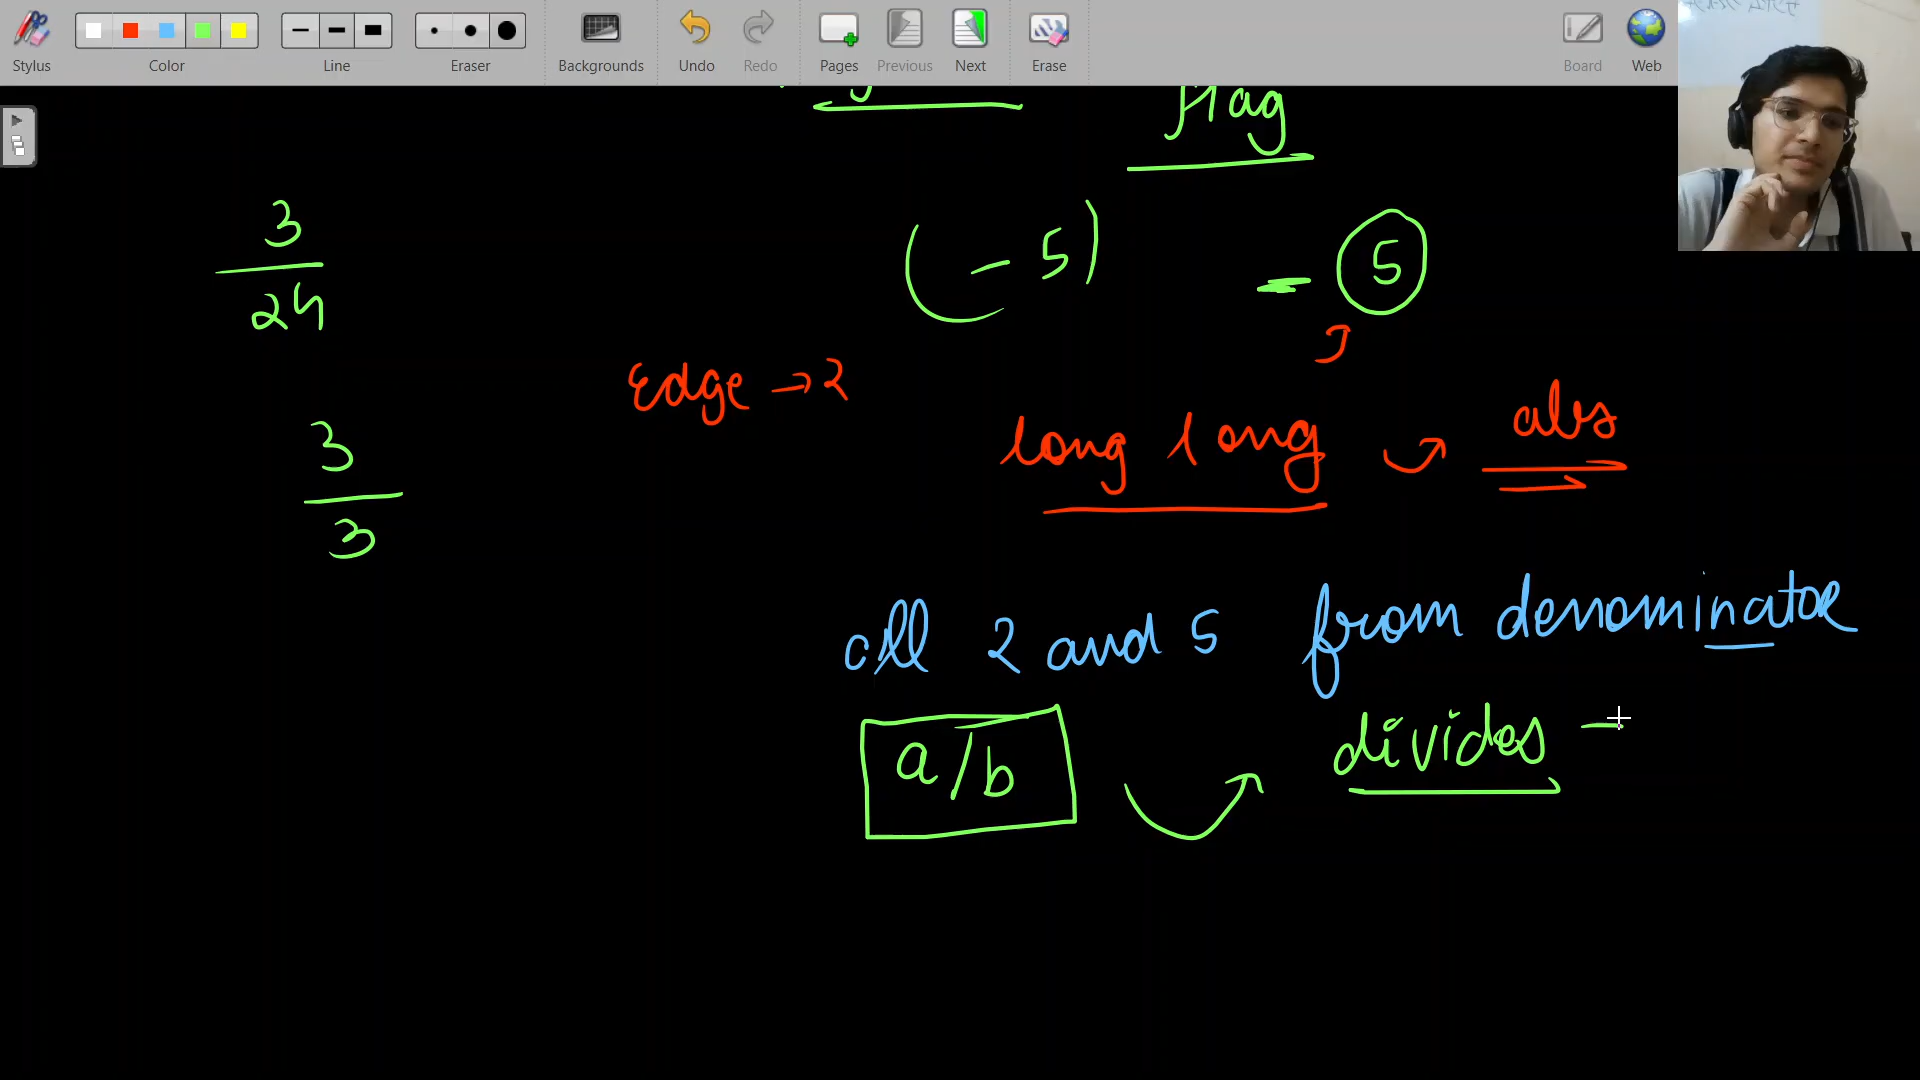 Stylus
Color
Line
Eraser
Backgrounds
Undo
Redo
Pages
Previous
Next
Erase
Board
Web
flag
3
24
(-5)
- 5
Edge → 2
long long abs
3
3
all 2 and 5 from denominator
a/b divides -